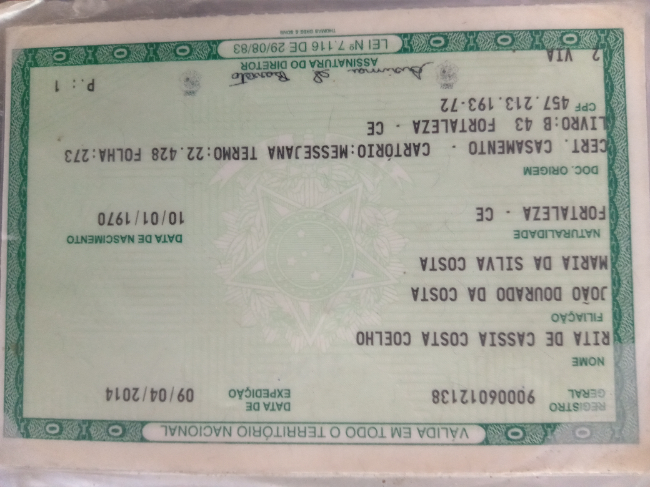 VÁLIDA EM TODO O TERRITÓRIO NACIONAL
REGISTRO GERAL 90006012138 DATA DE EXPEDIÇÃO 09/04/2014
NOME
RITA DE CASSIA COSTA COELHO
FILIAÇÃO
JOÃO DOURADO DA COSTA
MARIA DA SILVA COSTA
NATURALIDADE DATA DE NASCIMENTO
FORTALEZA - CE 10/01/1970
DOC. ORIGEM
CERT. CASAMENTO - CARTÓRIO:MESSEJANA TERMO:22.428 FOLHA:273
LIVRO:B 43 FORTALEZA - CE
CPF 457.213.193-72
P.: 1
2 VIA
ASSINATURA DO DIRETOR
LEI Nº 7.116 DE 29/08/83